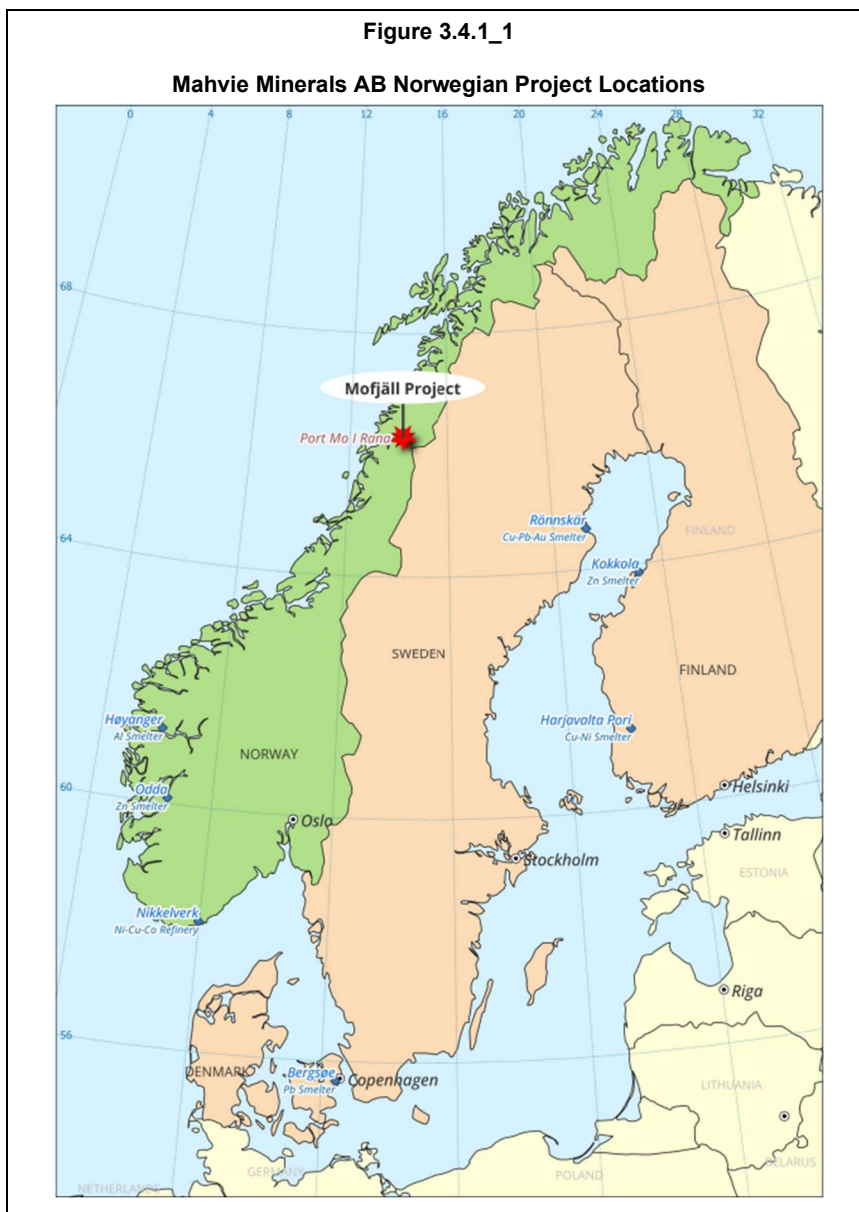 Figure 3.4.1_1
Mahvie Minerals AB Norwegian Project Locations
0 4 8 12 16 20 24 28 32
68
Mofjäll Project
Port Mo I Rana
64
Rönnskär
Cu-Pb-Au Smelter
FINLAND
Kokkola
Zn Smelter
SWEDEN
FINLAND
Høyanger
Al Smelter
Harjavalta Pori
Cu-Ni Smelter
NORWAY
60
Odda
Zn Smelter
Helsinki
Oslo
Tallinn
Stockholm
ESTONIA
Nikkelverk
Ni-Cu-Co Refinery
Riga
56
DENMARK
Bergsøe
Pb Smelter
Copenhagen
LITHUANIA
BELARUS
GERMANY
POLAND
NETHERLANDS